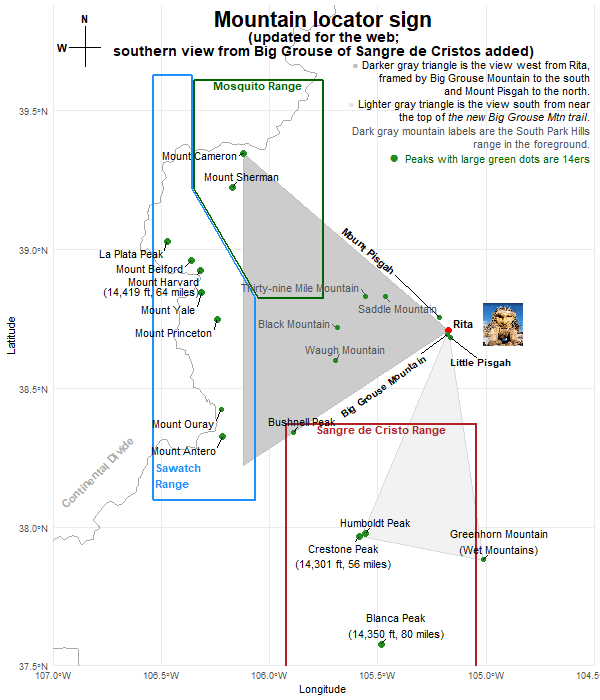 Mountain locator sign
(updated for the web;
southern view from Big Grouse of Sangre de Cristos added)
N
W
Darker gray triangle is the view west from Rita,
framed by Big Grouse Mountain to the south
and Mount Pisgah to the north.
Lighter gray triangle is the view south from near
the top of the new Big Grouse Mtn trail.
Dark gray mountain labels are the South Park Hills
range in the foreground.
Peaks with large green dots are 14ers
Mosquito Range
39.5°N
Mount Cameron
Mount Sherman
39.0°N
La Plata Peak
Mount Belford
Mount Harvard
(14,419 ft, 64 miles)
Mount Yale
Mount Princeton
Mount Pisgah
Thirty-nine Mile Mountain
Saddle Mountain
Black Mountain
Rita
Waugh Mountain
Little Pisgah
Big Grouse Mountain
Latitude
38.5°N
Mount Ouray
Bushnell Peak
Sangre de Cristo Range
Mount Antero
Sawatch
Range
Continental Divide
38.0°N
Humboldt Peak
Crestone Peak
(14,301 ft, 56 miles)
Greenhorn Mountain
(Wet Mountains)
Blanca Peak
(14,350 ft, 80 miles)
37.5°N
107.0°W
106.5°W
106.0°W
105.5°W
105.0°W
104.5°
Longitude